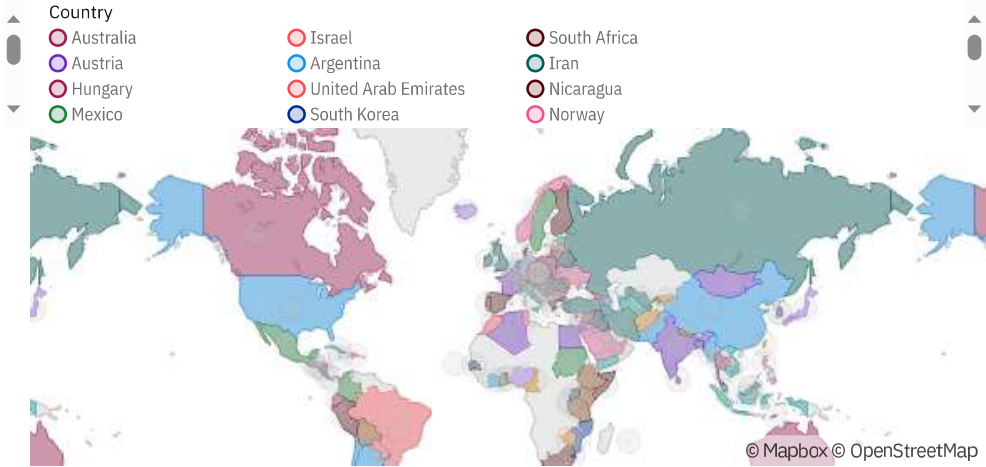 Country
Australia Israel South Africa
Austria Argentina Iran
Hungary United Arab Emirates Nicaragua
Mexico South Korea Norway
© Mapbox © OpenStreetMap